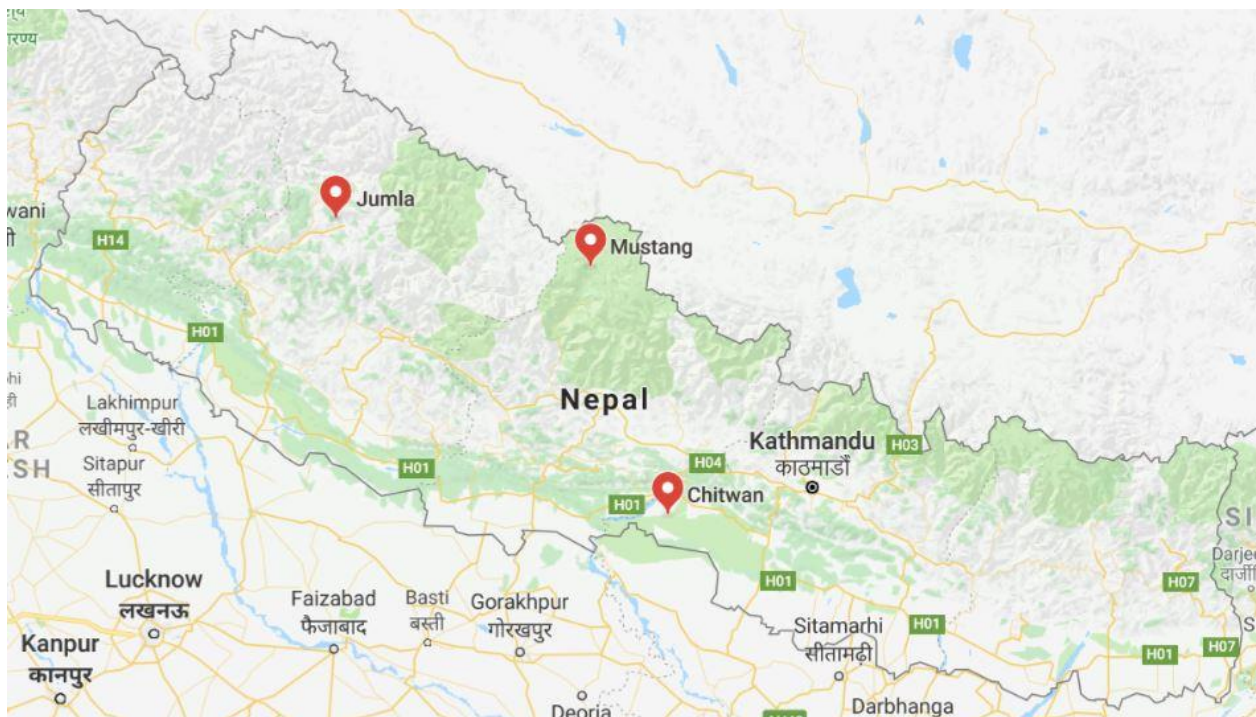 Jumla
Mustang
H14
H01
Nepal
Lakhimpur
लखीमपुर-खीरी
Kathmandu
काठमाडौं
H03
Sitapur
सीतापुर
H01
H04
H01
Chitwan
Lucknow
लखनऊ
Faizabad
फैजाबाद
Basti
बस्ती
Gorakhpur
गोरखपुर
H01
H07
Sitamarhi
सीतामढ़ी
H01
Kanpur
कानपुर
H01
H07
Deoria
Darbhanga